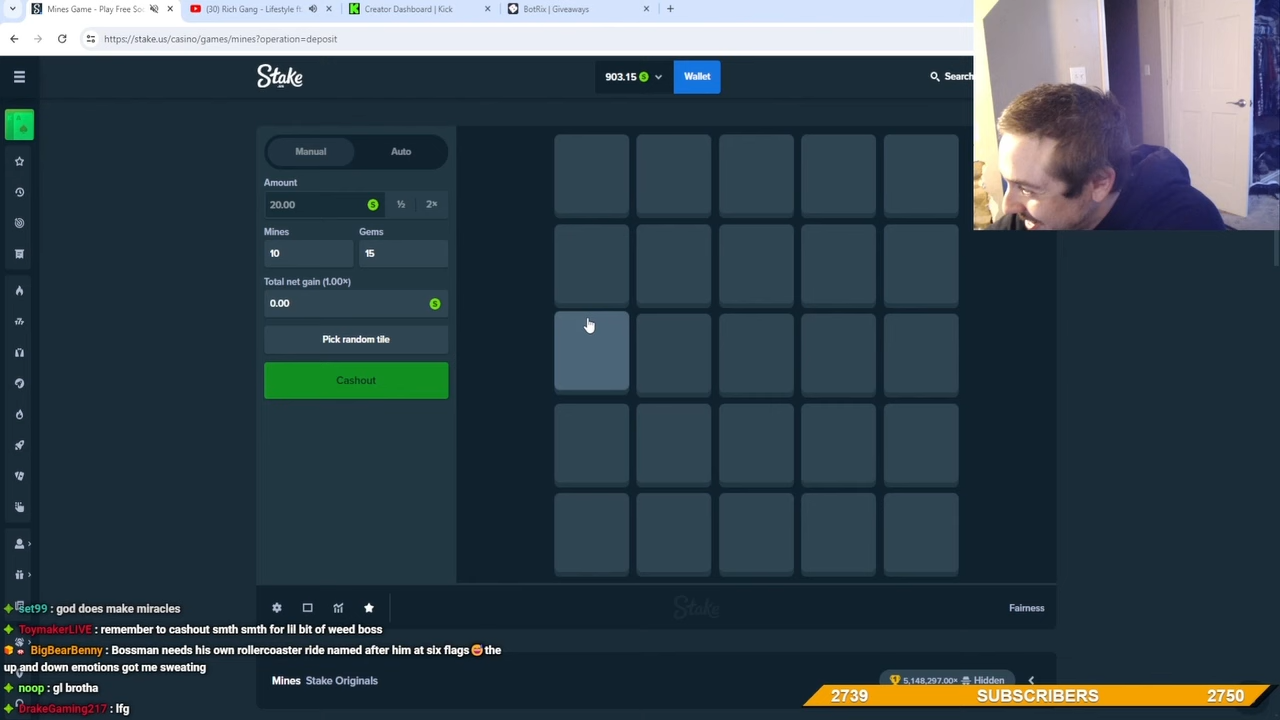 Mines Game - Play Free So
(30) Rich Gang - Lifestyle ft
Creator Dashboard | Kick
BotRix | Giveaways
https://stake.us/casino/games/mines?operation=deposit
Stake
903.15
Wallet
Search
Manual
Auto
Amount
20.00
½
2×
Mines
Gems
10
15
Total net gain (1.00×)
0.00
Pick random tile
Cashout
Stake
Fairness
set99 : god does make miracles
ToymakerLIVE : remember to cashout smth smth for lil bit of weed boss
BigBearBenny : Bossman needs his own rollercoaster ride named after him at six flags😅the
up and down emotions got me sweating
noop : gl brotha
DrakeGaming217 : lfg
Mines Stake Originals
5,148,297.00× Hidden
2739 SUBSCRIBERS 2750